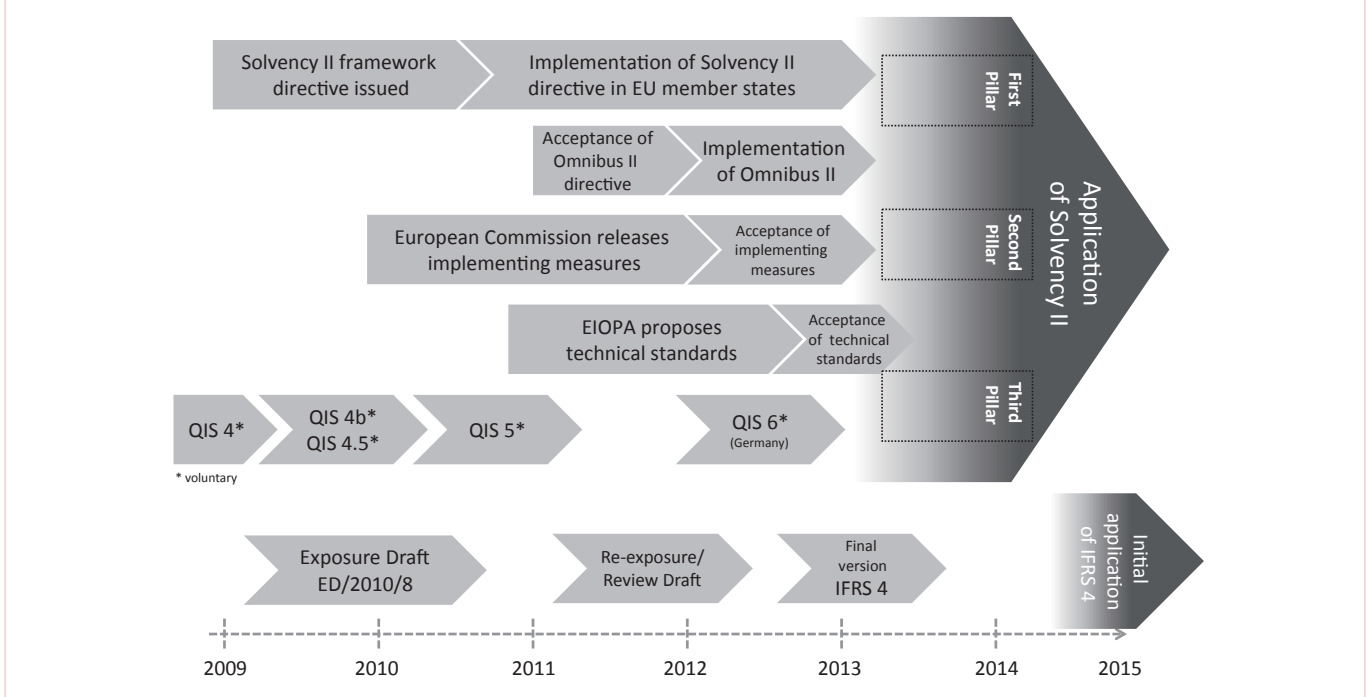 Solvency II framework
directive issued
Implementation of Solvency II
directive in EU member states
First
Pillar
Acceptance of
Omnibus II
directive
Implementation
of Omnibus II
Application
of Solvency II
European Commission releases
implementing measures
Acceptance of
implementing
measures
Second
Pillar
EIOPA proposes
technical standards
Acceptance
of technical
standards
Third
Pillar
QIS 4*
QIS 4b*
QIS 4.5*
QIS 5*
QIS 6*
(Germany)
* voluntary
Exposure Draft
ED/2010/8
Re-exposure/
Review Draft
Final
version
IFRS 4
Initial
application
of IFRS 4
2009 2010 2011 2012 2013 2014 2015